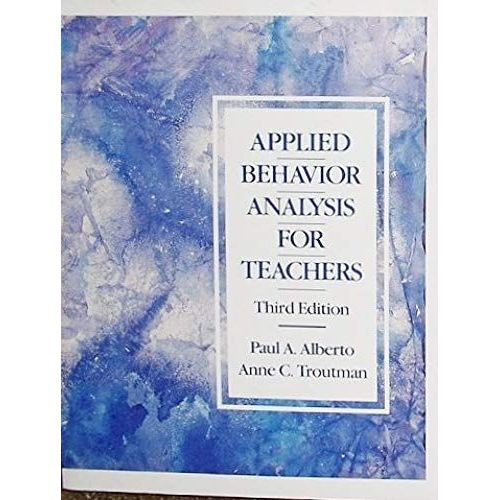 APPLIED
BEHAVIOR
ANALYSIS
FOR
TEACHERS
Third Edition
Paul A. Alberto
Anne C. Troutman